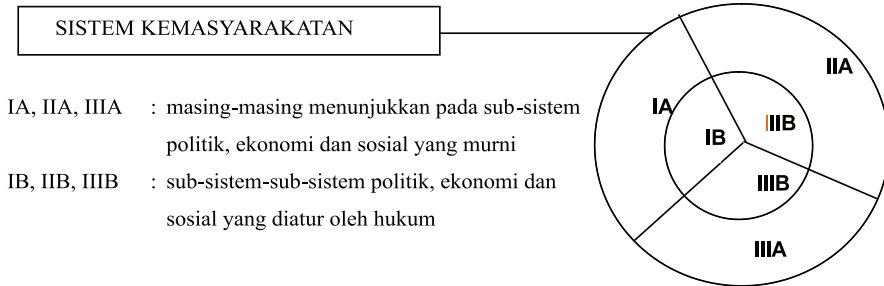 SISTEM KEMASYARAKATAN
IA, IIA, IIIA : masing-masing menunjukkan pada sub-sistem
politik, ekonomi dan sosial yang murni
IB, IIB, IIIB : sub-sistem-sub-sistem politik, ekonomi dan
sosial yang diatur oleh hukum
IIA
IA
IB
IIIB
IIIB
IIIA